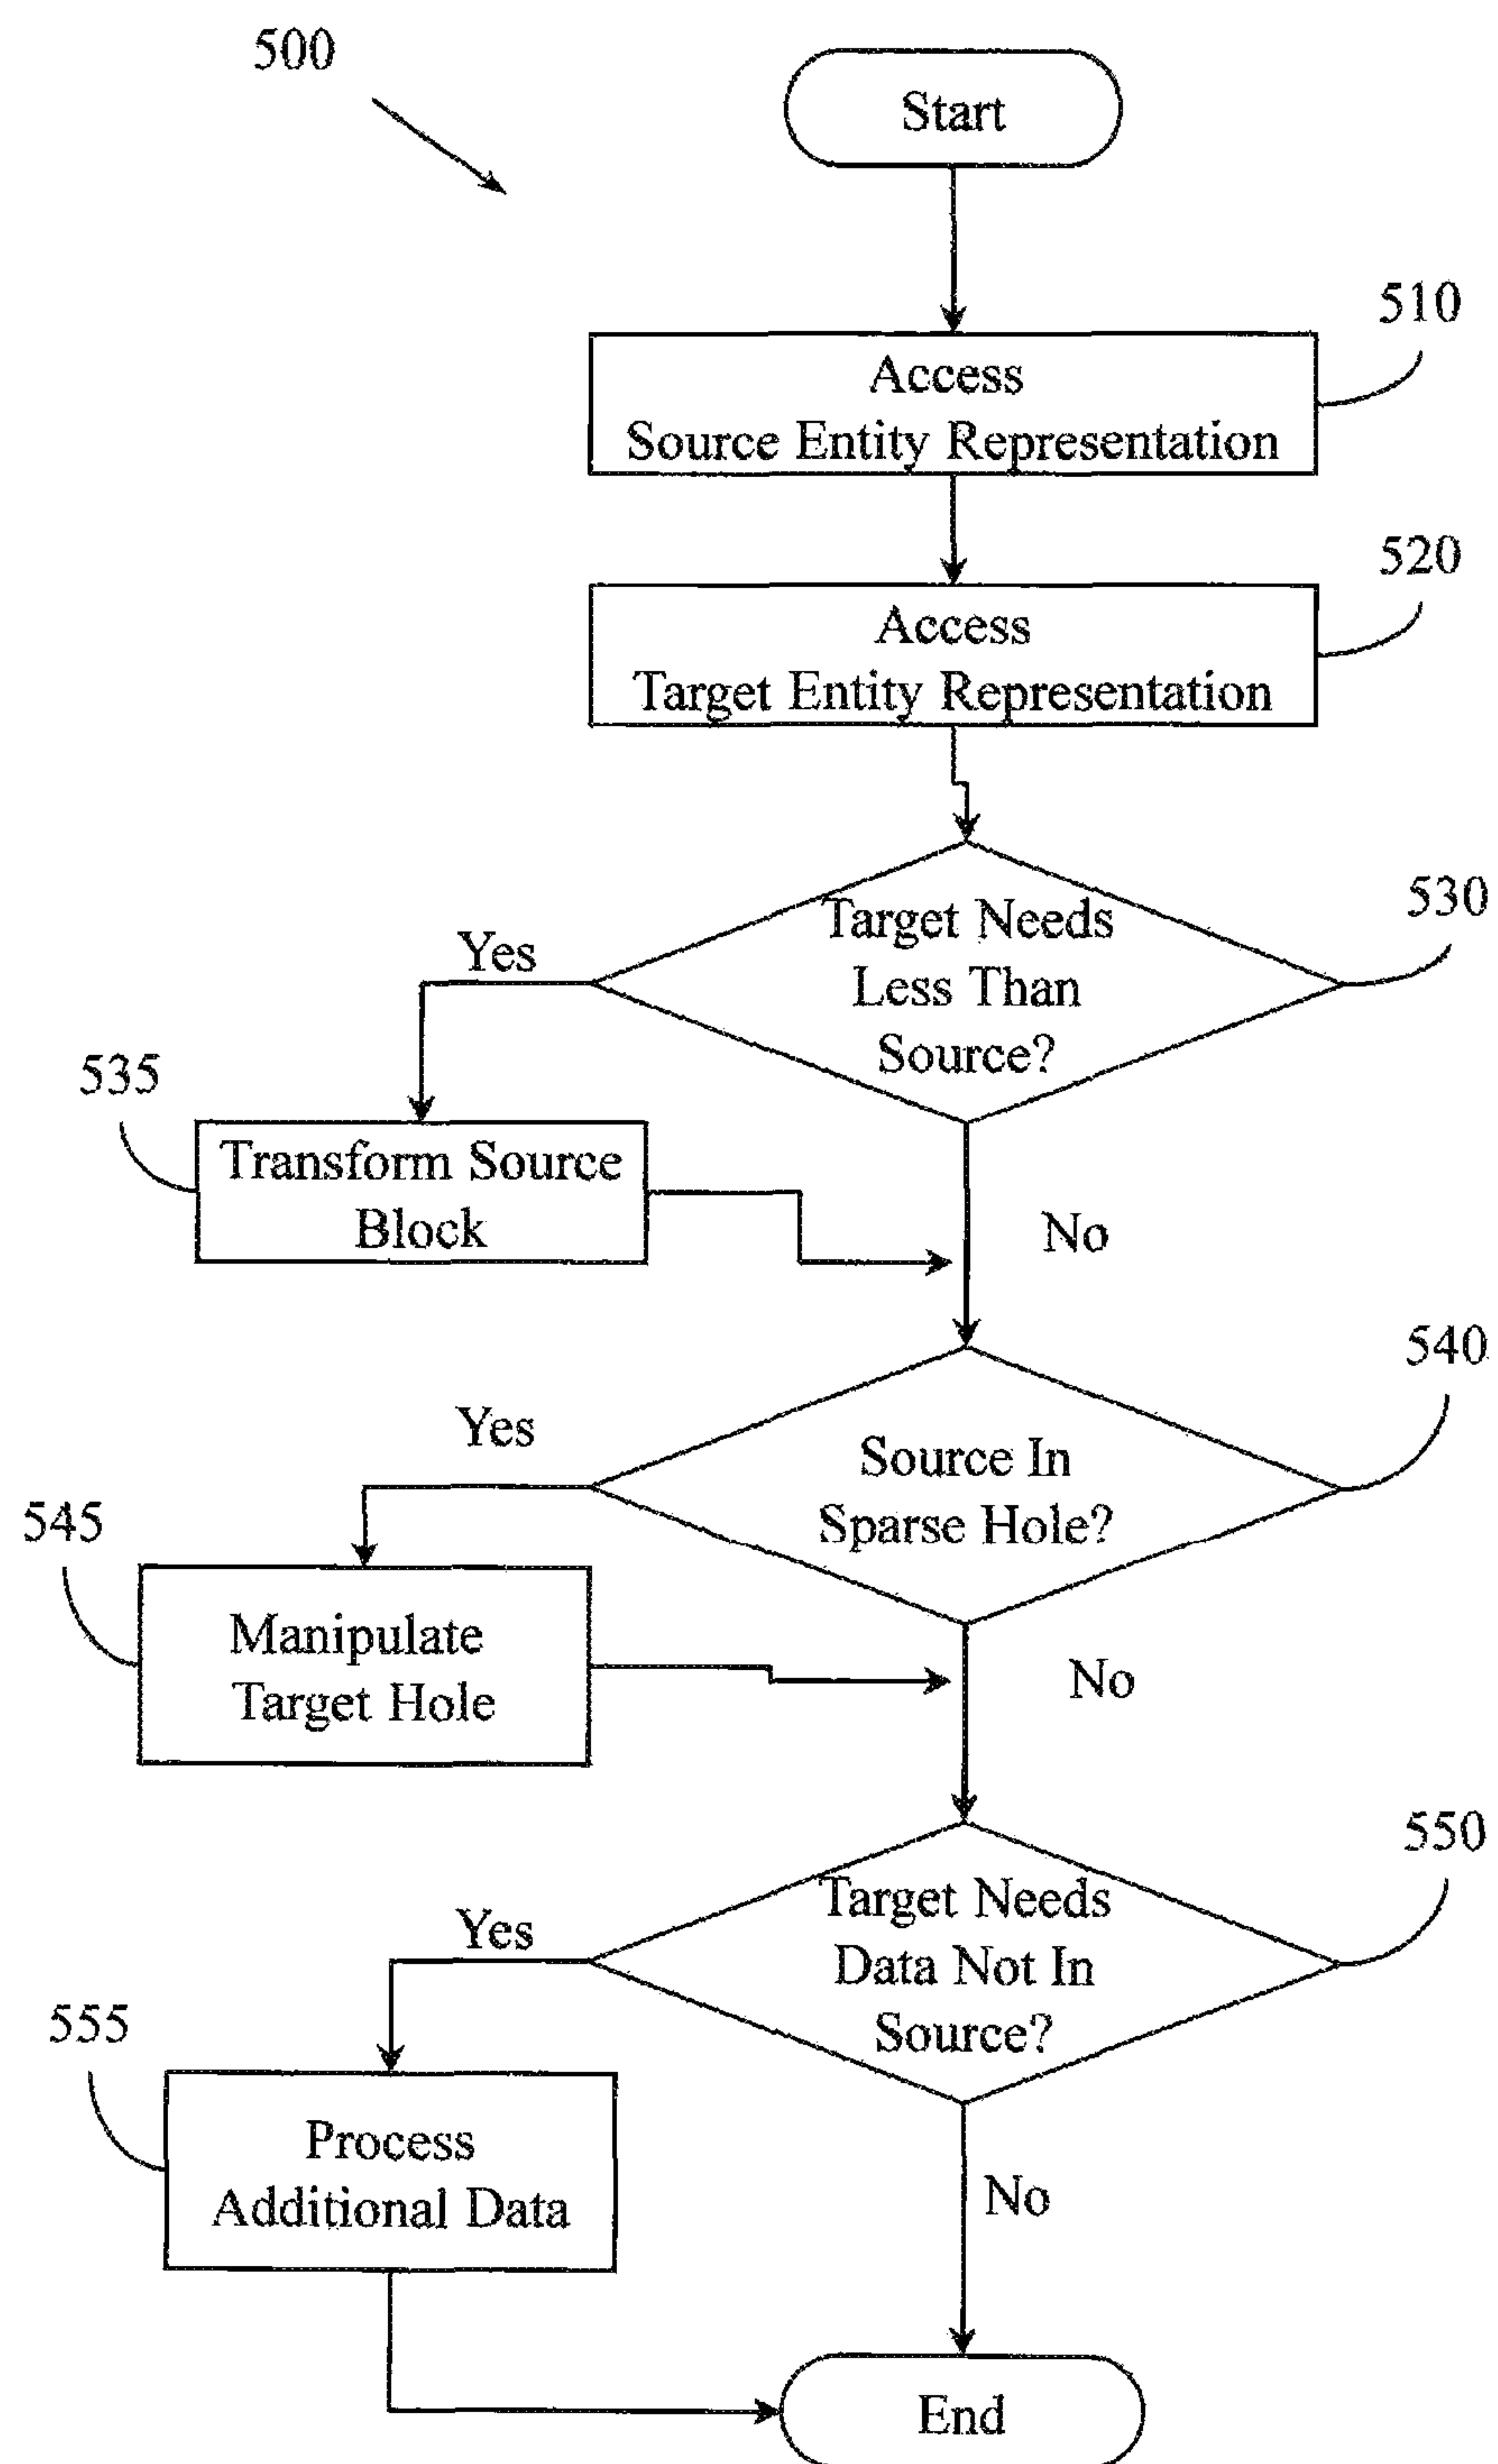 500
Start
510
Access
Source Entity Representation
520
Access
Target Entity Representation
530
Target Needs
Less Than
Source?
Yes
535
Transform Source
Block
No
540
Source In
Sparse Hole?
Yes
545
Manipulate
Target Hole
No
550
Target Needs
Data Not In
Source?
Yes
555
Process
Additional Data
No
End